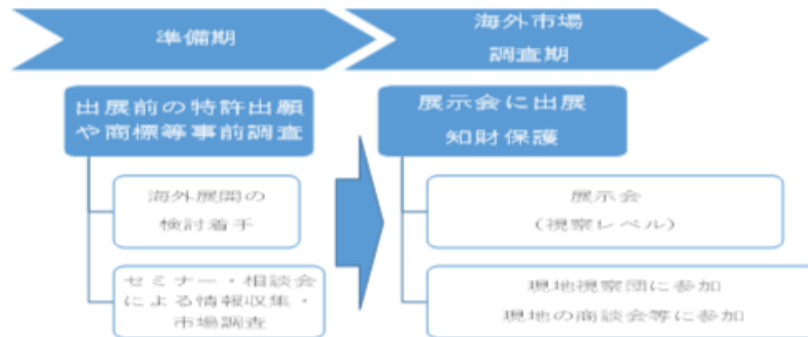 準備期
海外市場
調査期
出展前の特許出願
や商標等事前調査
海外展開の
検討着手
セミナー・相談会
による情報収集・
市場調査
展示会に出展
知財保護
展示会
（視察レベル）
現地視察団に参加
現地の商談会等に参加